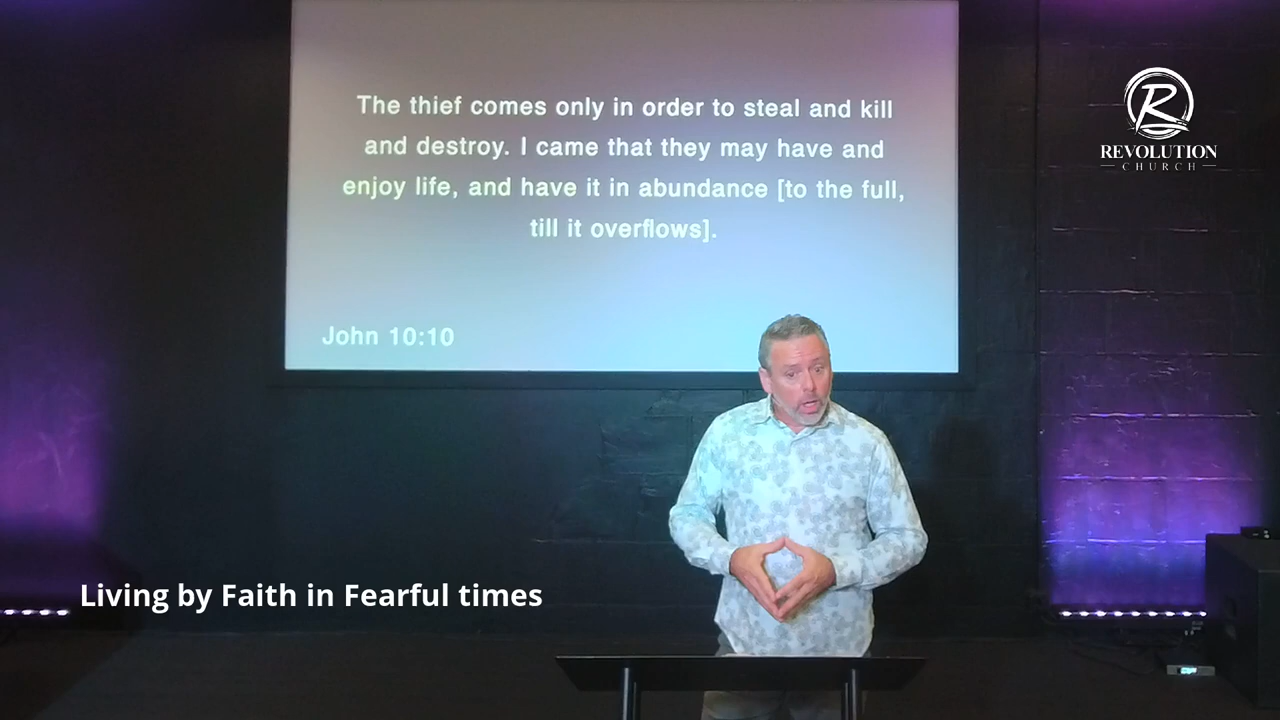 The thief comes only in order to steal and kill
and destroy. I came that they may have and
enjoy life, and have it in abundance [to the full,
till it overflows].
John 10:10
R
REVOLUTION
CHURCH
Living by Faith in Fearful times